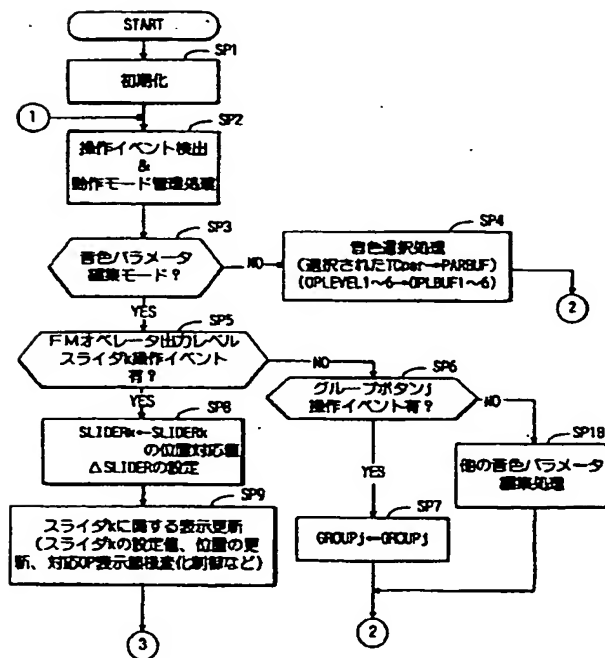 START
SP1
初期化
1
SP2
操作イベント検出
&
動作モード管理処理
SP3
音色パラメータ
編集モード?
NO
YES
SP4
音色選択処理
(選択されたTCpar→PARBUF)
(OPLEVEL1~6→OPLBUF1~6)
2
SP5
FMオペレータ出力レベル
スライダk操作イベント
有?
NO
YES
SP6
グループボタンj
操作イベント有?
NO
YES
SP8
SLIDERk←SLIDERk
の位置対応値
△SLIDERの設定
SP9
スライダkに関する表示更新
(スライダkの設定値、位置の更
新、対応OP表示態様変化制御など)
3
SP7
GROUPj←GROUPj
SP10
他の音色パラメータ
編集処理
2